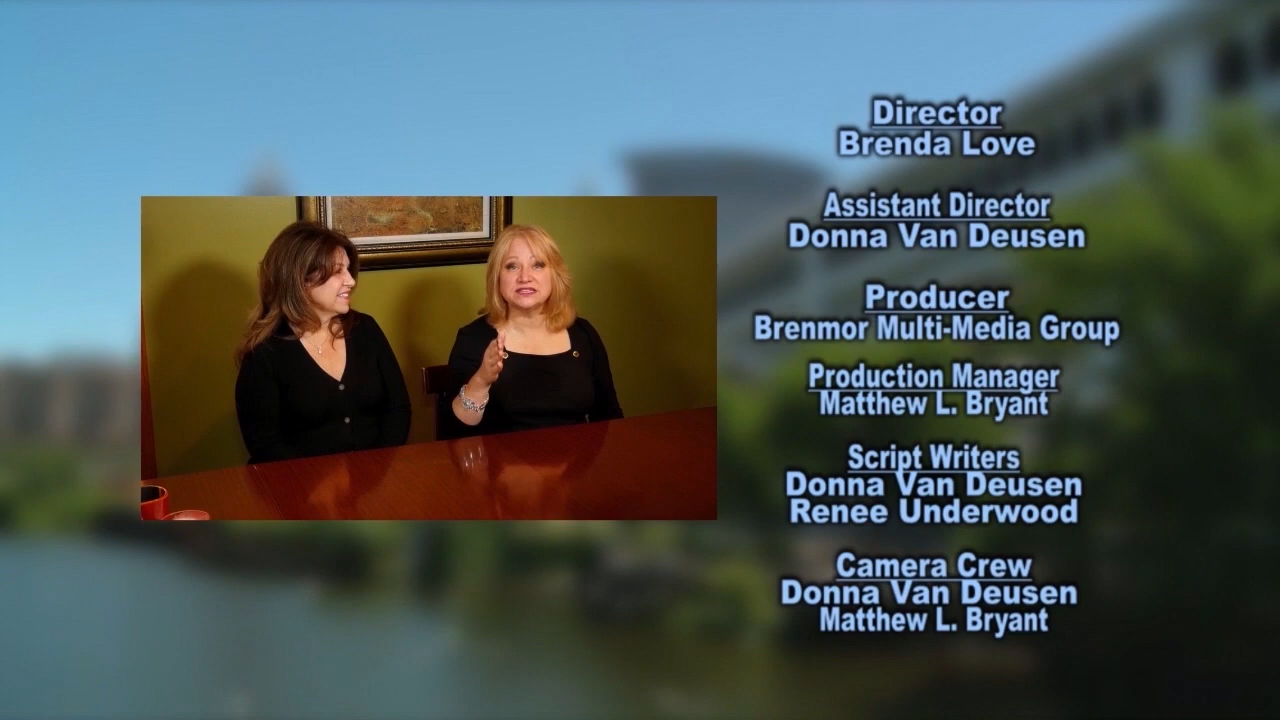 Director
Brenda Love
Assistant Director
Donna Van Deusen
Producer
Brenmor Multi-Media Group
Production Manager
Matthew L. Bryant
Script Writers
Donna Van Deusen
Renee Underwood
Camera Crew
Donna Van Deusen
Matthew L. Bryant